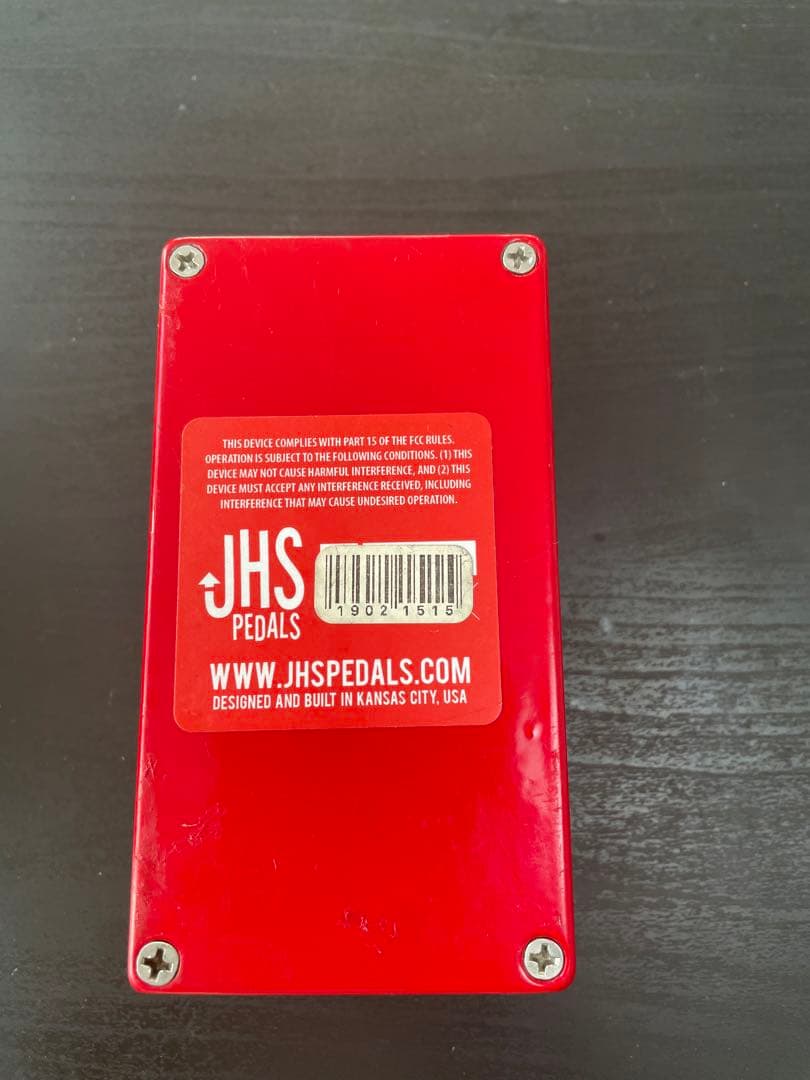 THIS DEVICE COMPLIES WITH PART 15 OF THE FCC RULES.
OPERATION IS SUBJECT TO THE FOLLOWING CONDITIONS. (1) THIS
DEVICE MAY NOT CAUSE HARMFUL INTERFERENCE, AND (2) THIS
DEVICE MUST ACCEPT ANY INTERFERENCE RECEIVED, INCLUDING
INTERFERENCE THAT MAY CAUSE UNDESIRED OPERATION.
JHS
PEDALS
1902 1515
WWW.JHSPEDALS.COM
DESIGNED AND BUILT IN KANSAS CITY, USA